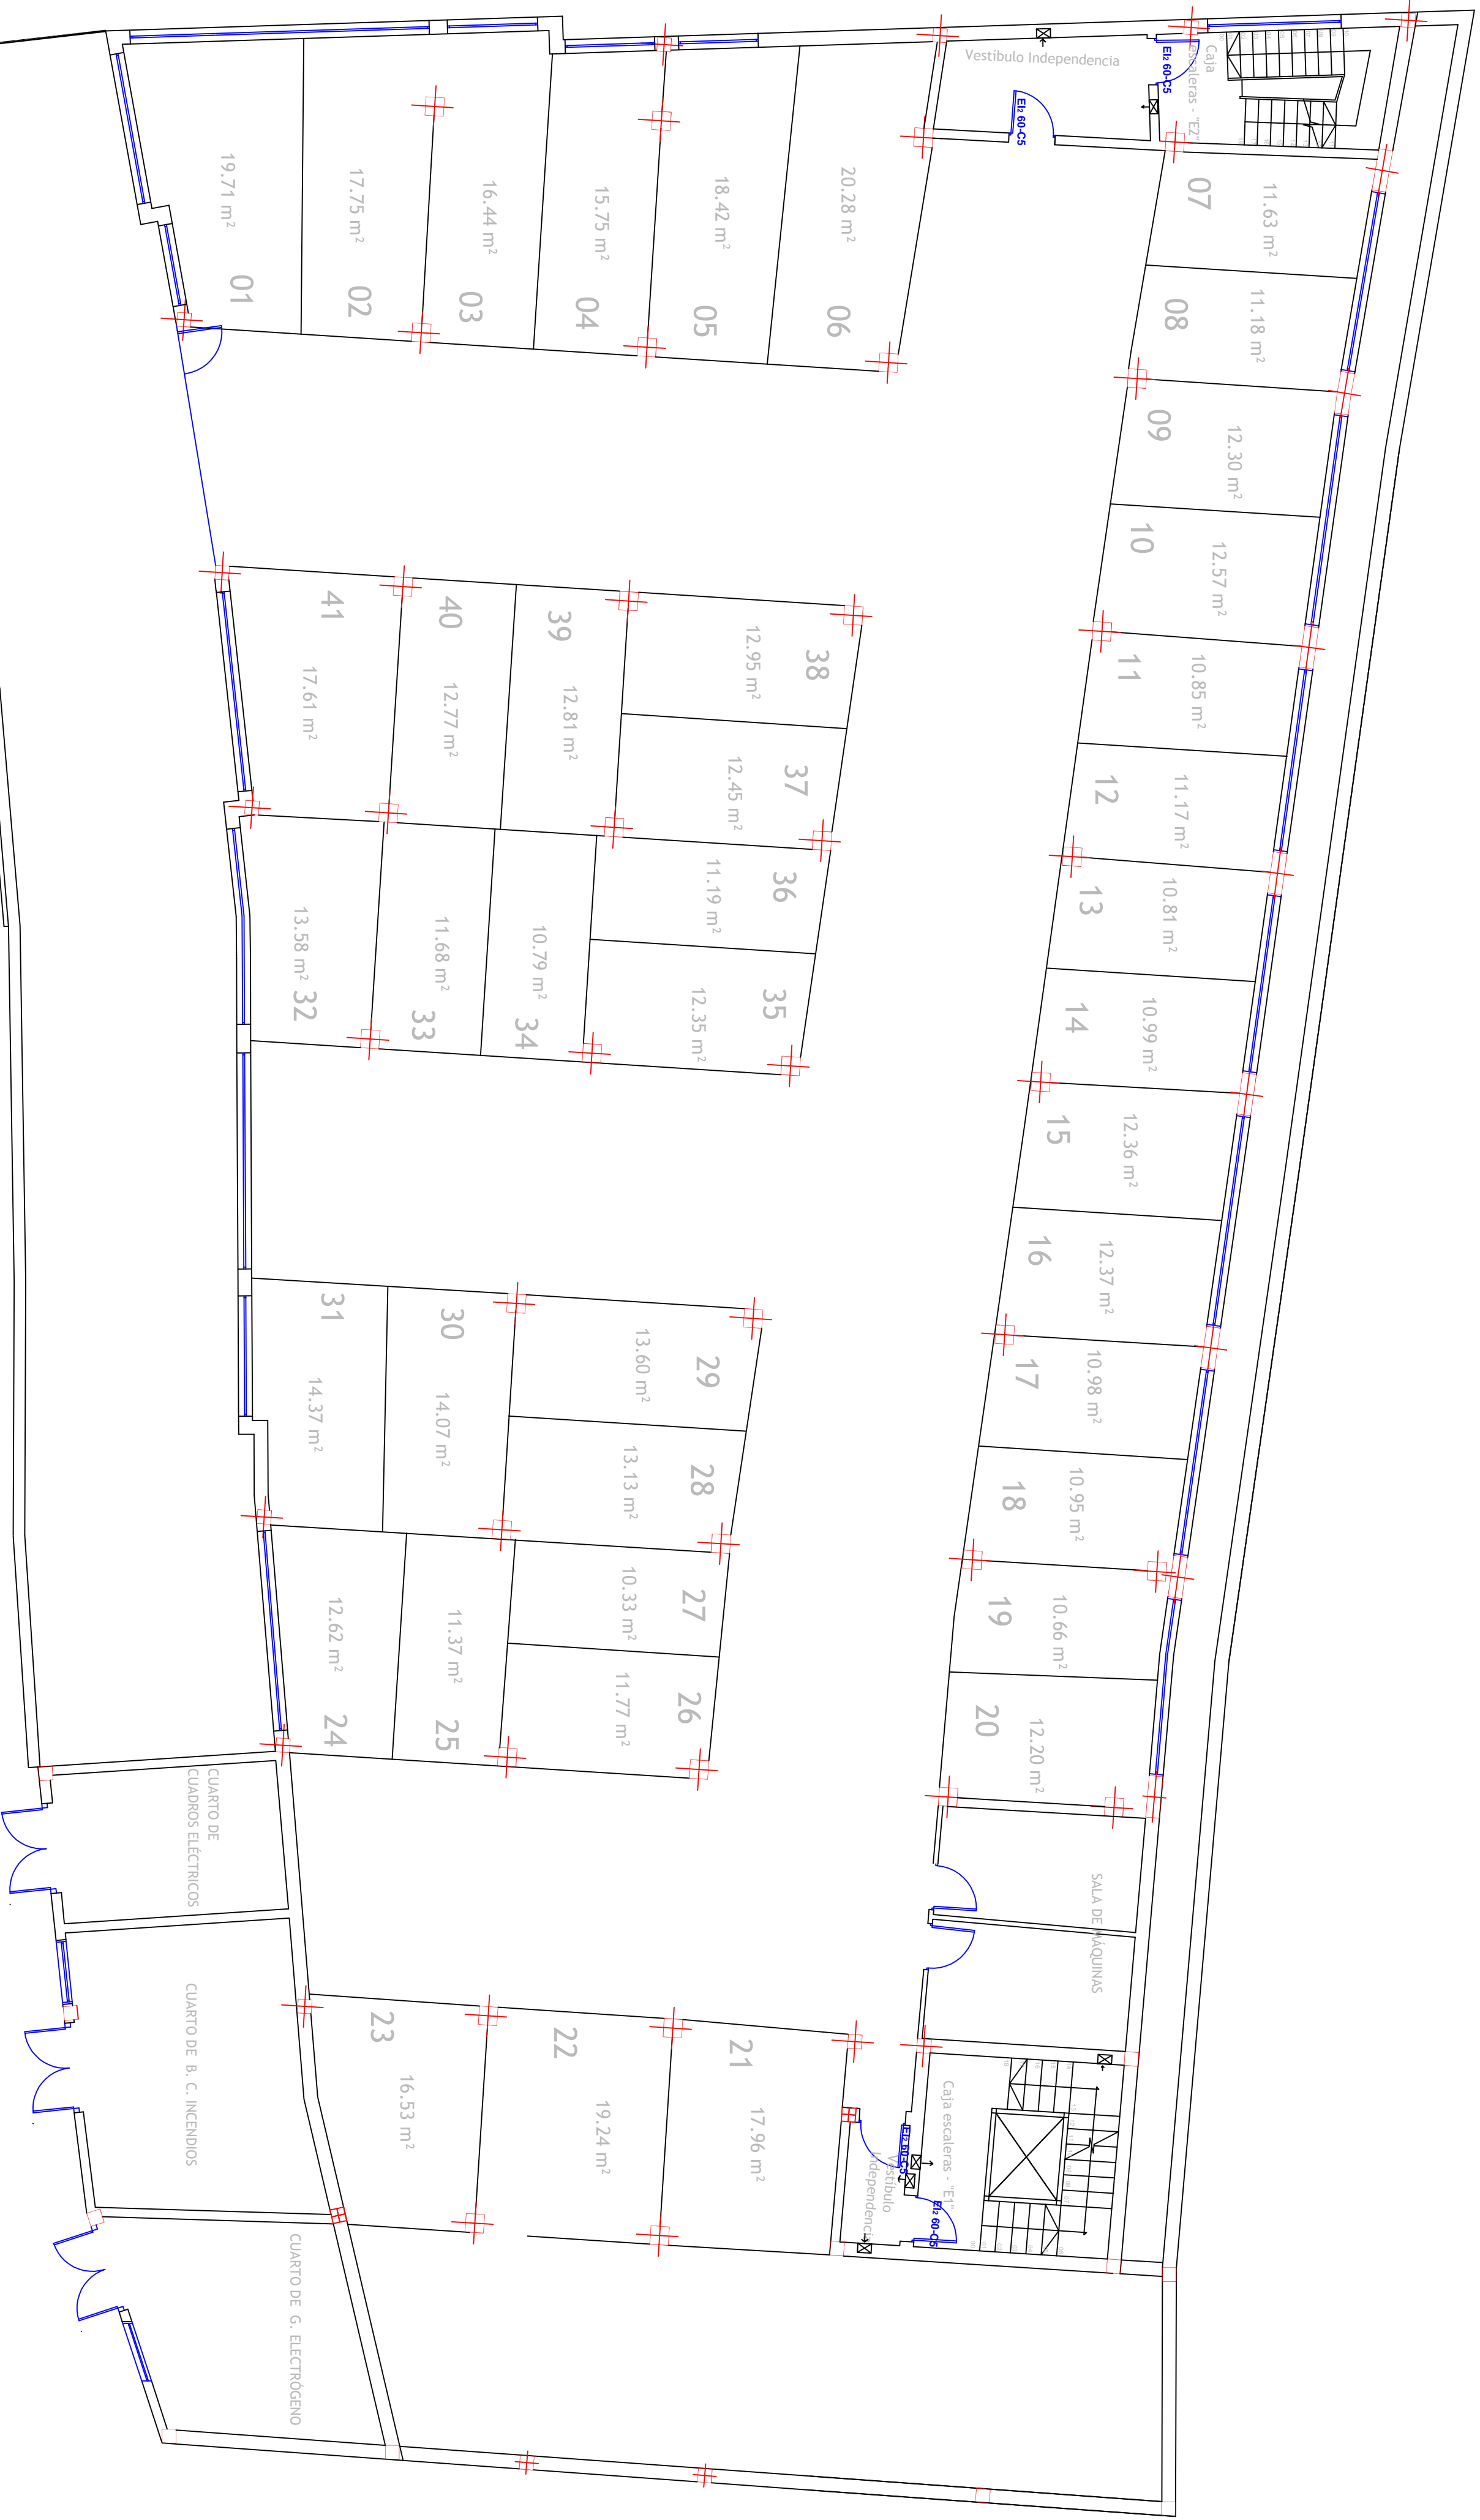 Vestíbulo Independencia
EI₂ 60-C5
EI₂ 60-C5
Caja
escaleras - "E2"
19.71 m²
01
17.75 m²
02
16.44 m²
03
15.75 m²
04
18.42 m²
05
20.28 m²
06
07
11.63 m²
08
11.18 m²
09
12.30 m²
10
12.57 m²
11
10.85 m²
12
11.17 m²
13
10.81 m²
14
10.99 m²
15
12.36 m²
16
12.37 m²
17
10.98 m²
18
10.95 m²
19
10.66 m²
20
12.20 m²
41
17.61 m²
40
12.77 m²
39
12.81 m²
38
12.95 m²
37
12.45 m²
36
11.19 m²
35
12.35 m²
34
10.79 m²
33
11.68 m²
32
13.58 m²
31
14.37 m²
30
14.07 m²
29
13.60 m²
28
13.13 m²
27
10.33 m²
26
11.77 m²
25
11.37 m²
24
12.62 m²
23
16.53 m²
22
19.24 m²
21
17.96 m²
SALA DE MÁQUINAS
Caja escaleras - "E1"
EI₂ 60-C5
EI₂ 60-C5
Vestíbulo
Independencia
CUARTO DE
CUADROS ELÉCTRICOS
CUARTO DE B. C. INCENDIOS
CUARTO DE G. ELECTRÓGENO